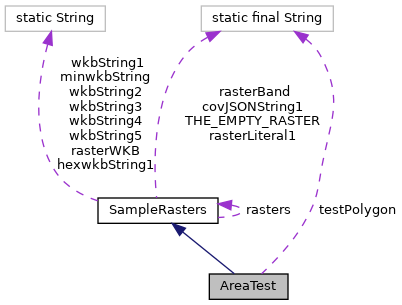 static String
static final String
wkbString1
minwkbString
wkbString2
wkbString3
wkbString4
wkbString5
rasterWKB
hexwkbString1
rasterBand
covJSONString1
THE_EMPTY_RASTER
rasterLiteral1
SampleRasters
rasters
testPolygon
AreaTest